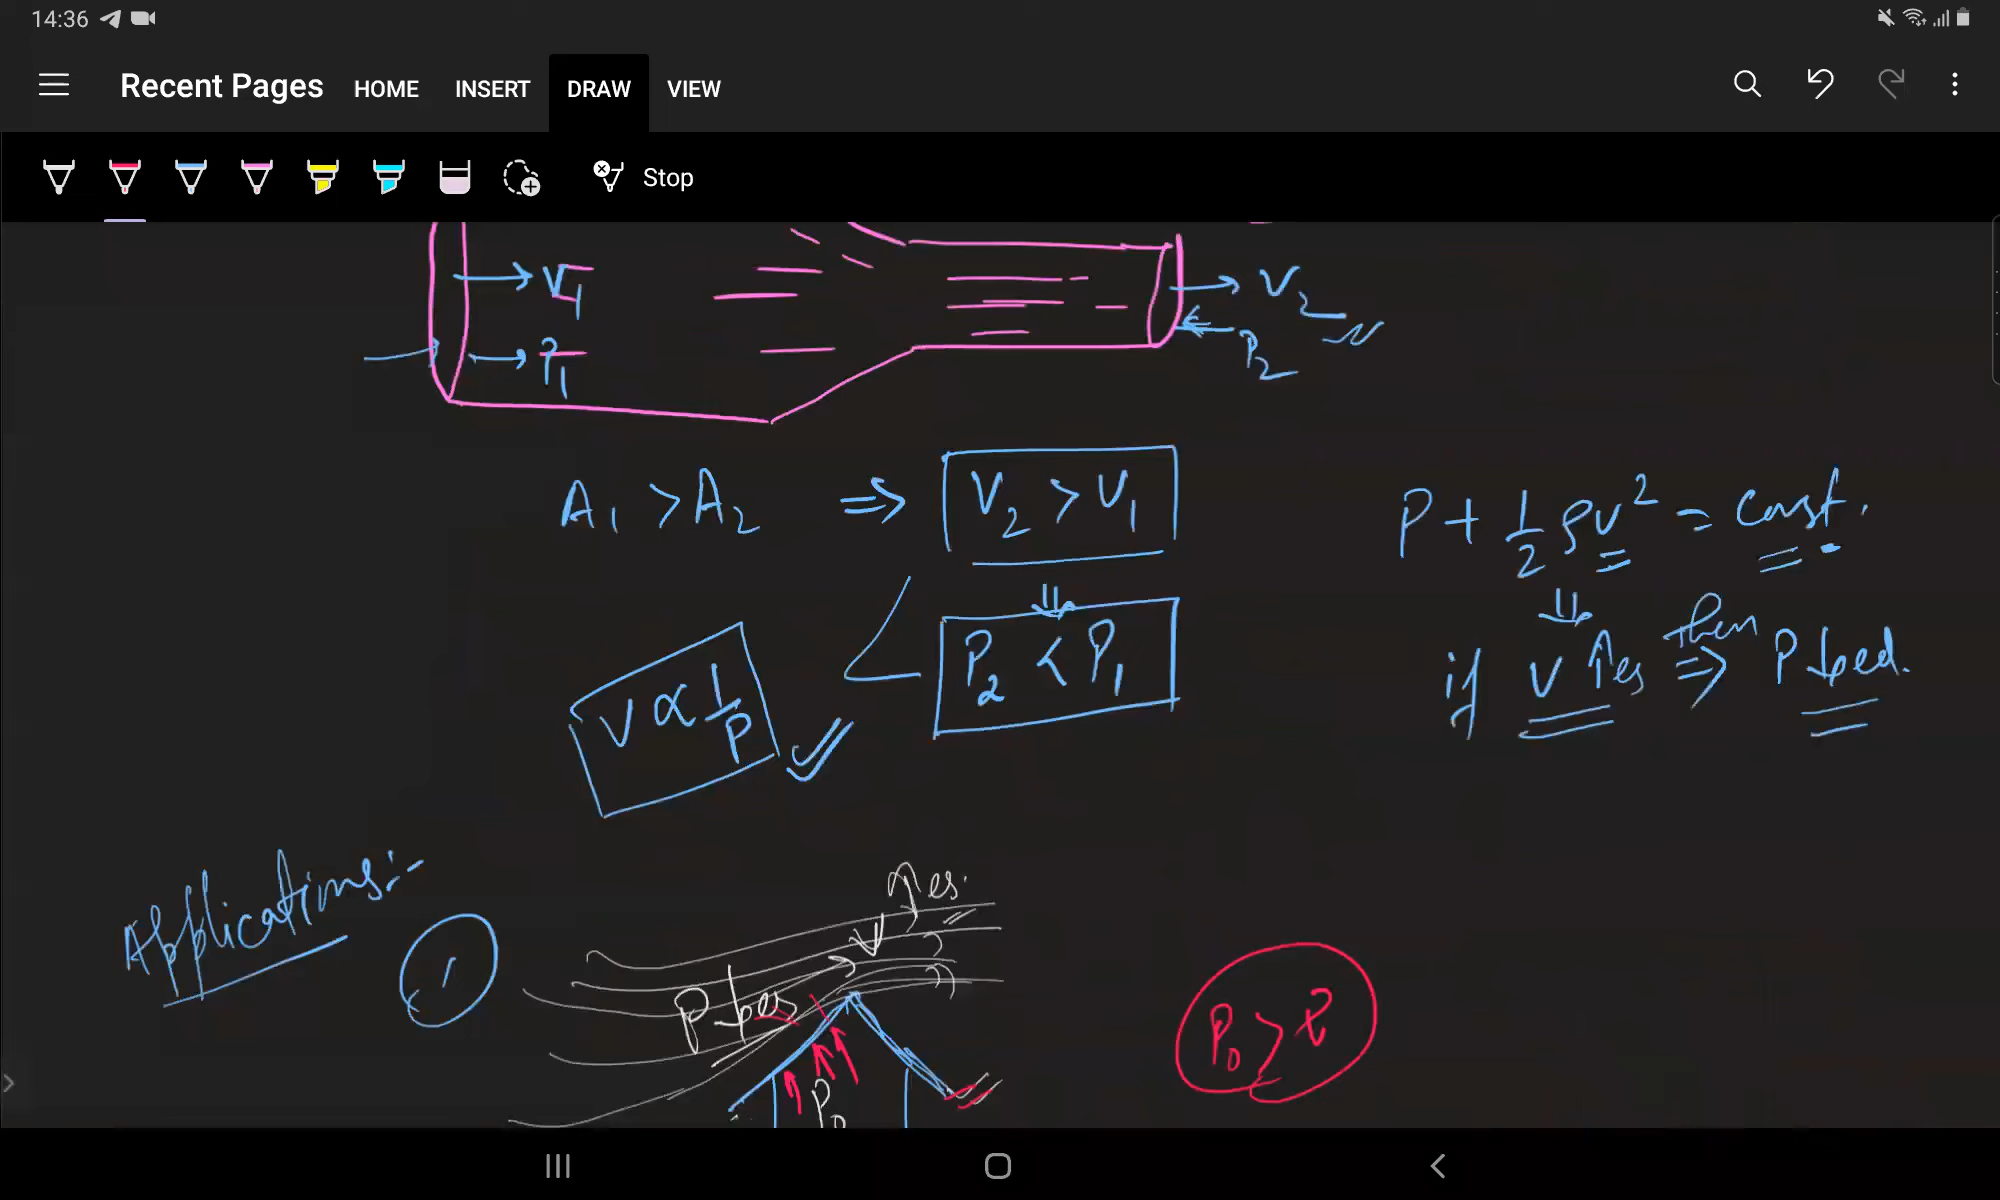 14:36
Recent Pages HOME INSERT DRAW VIEW
Stop
V1
V2
P1
P2
A1 > A2 ⇒ V2 > V1
P + 1/2 ρv² = const.
⇓
⇓
P2 < P1
if v ↑es then ⇒ P ↓sed.
v ∝ 1/P
Applications:-
1
v ↑es.
P ↓es
P0 > P
P0